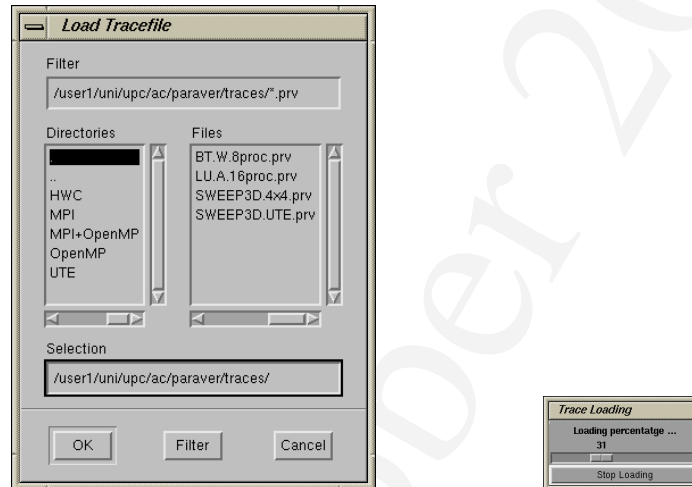 Load Tracefile
Filter
/user1/uni/upc/ac/paraver/traces/*.prv
Directories
Files
.
..
HWC
MPI
MPI+OpenMP
OpenMP
UTE
BT.W.8proc.prv
LU.A.16proc.prv
SWEEP3D.4x4.prv
SWEEP3D.UTE.prv
Selection
/user1/uni/upc/ac/paraver/traces/
OK
Filter
Cancel
Trace Loading
Loading percentatge ...
31
Stop Loading